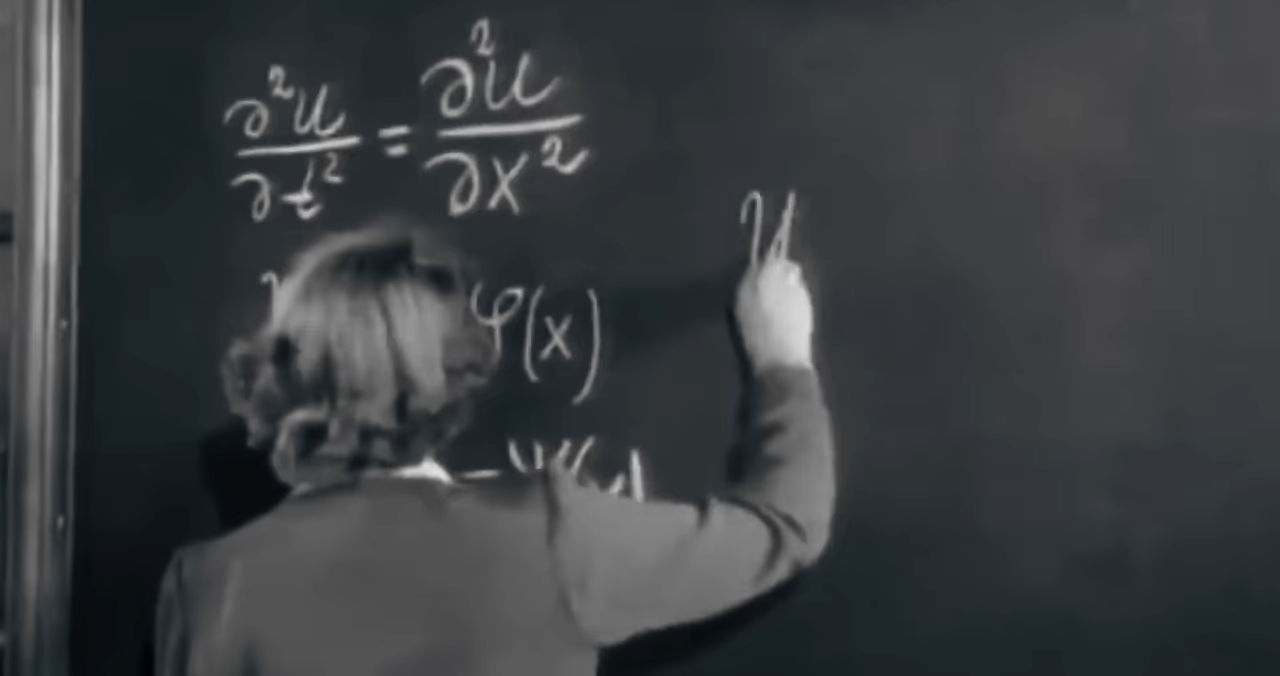 ∂²u/∂t² = ∂²u/∂x²
φ(x)
u